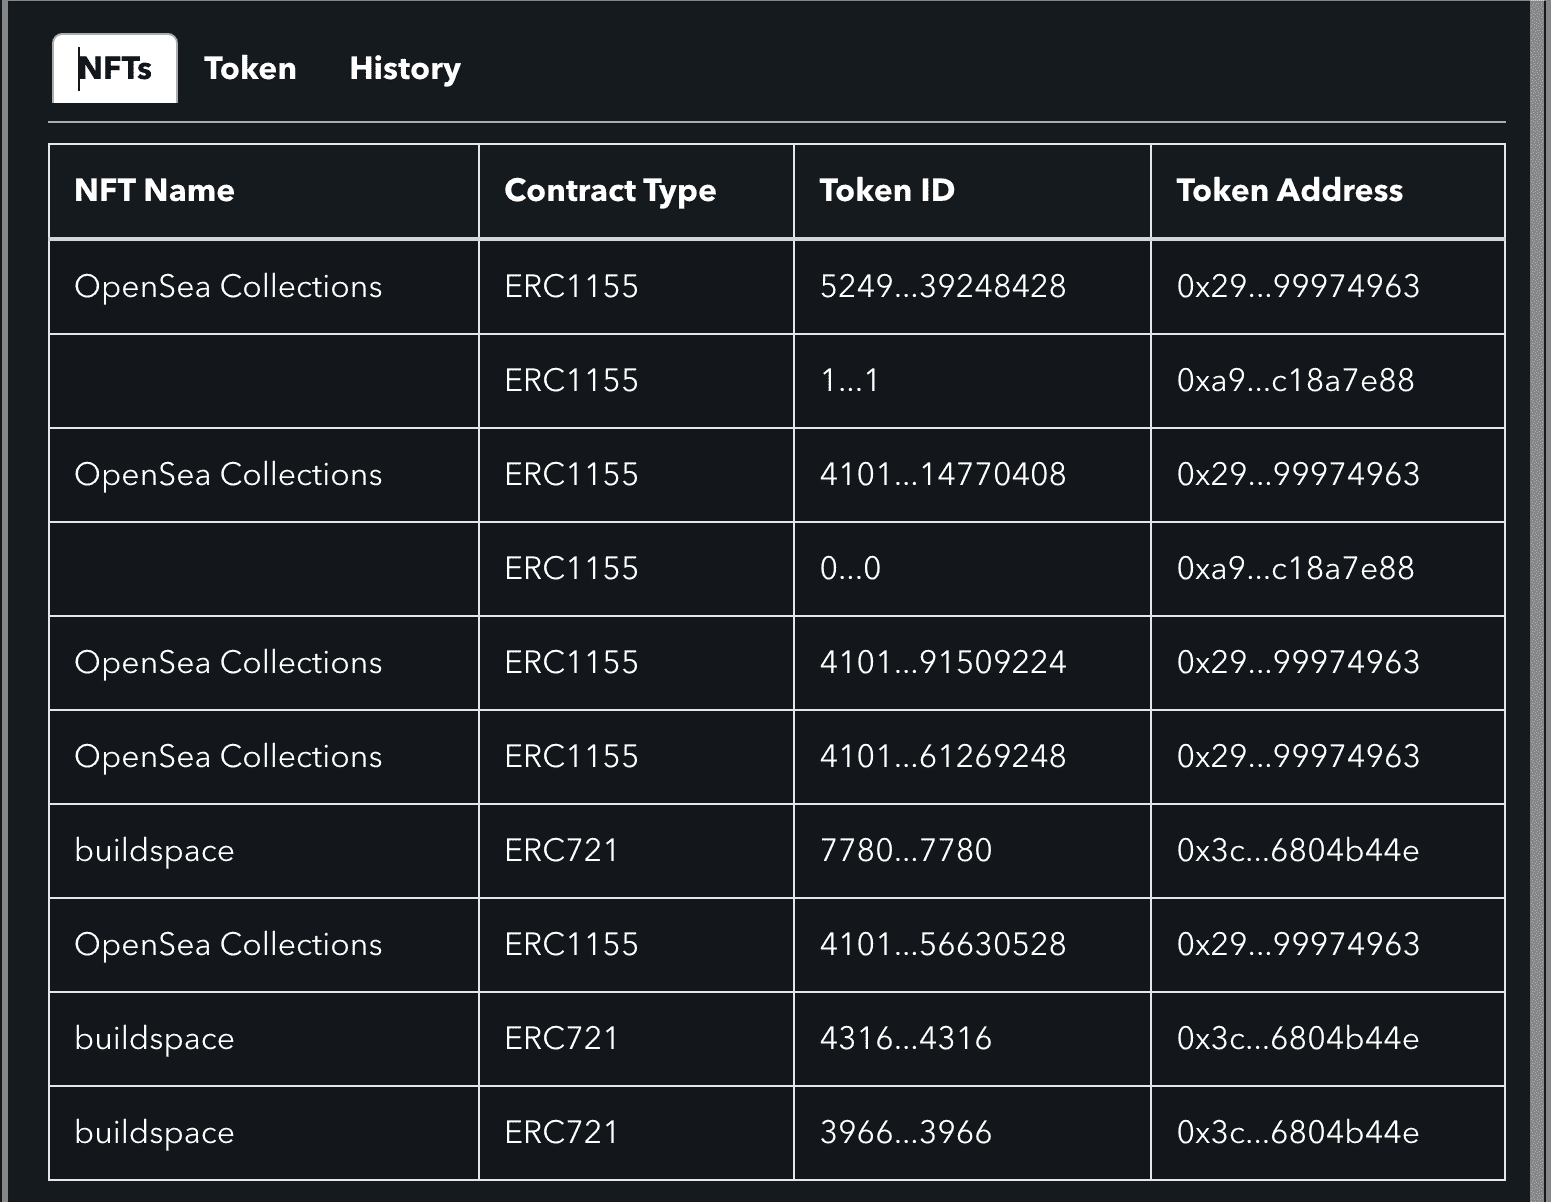 NFTs Token History
NFT Name Contract Type Token ID Token Address
OpenSea Collections ERC1155 5249...39248428 0x29...99974963
ERC1155 1...1 0xa9...c18a7e88
OpenSea Collections ERC1155 4101...14770408 0x29...99974963
ERC1155 0...0 0xa9...c18a7e88
OpenSea Collections ERC1155 4101...91509224 0x29...99974963
OpenSea Collections ERC1155 4101...61269248 0x29...99974963
buildspace ERC721 7780...7780 0x3c...6804b44e
OpenSea Collections ERC1155 4101...56630528 0x29...99974963
buildspace ERC721 4316...4316 0x3c...6804b44e
buildspace ERC721 3966...3966 0x3c...6804b44e